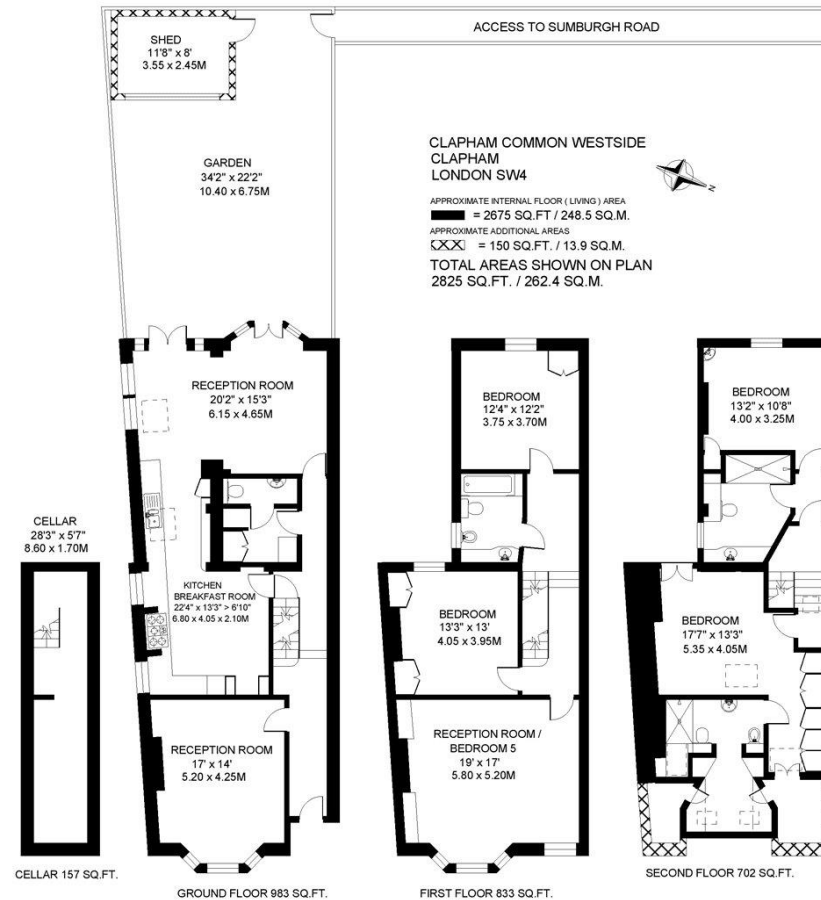 SHED
11'8" x 8'
3.55 x 2.45M
ACCESS TO SUMBURGH ROAD
GARDEN
34'2" x 22'2"
10.40 x 6.75M
CLAPHAM COMMON WESTSIDE
CLAPHAM
LONDON SW4
N
APPROXIMATE INTERNAL FLOOR ( LIVING ) AREA
= 2675 SQ.FT / 248.5 SQ.M.
APPROXIMATE ADDITIONAL AREAS
= 150 SQ.FT. / 13.9 SQ.M.
TOTAL AREAS SHOWN ON PLAN
2825 SQ.FT. / 262.4 SQ.M.
CELLAR
28'3" x 5'7"
8.60 x 1.70M
CELLAR 157 SQ.FT.
RECEPTION ROOM
20'2" x 15'3"
6.15 x 4.65M
KITCHEN
BREAKFAST ROOM
22'4" x 13'3" > 6'10"
6.80 x 4.05 x 2.10M
RECEPTION ROOM
17' x 14'
5.20 x 4.25M
GROUND FLOOR 983 SQ.FT.
BEDROOM
12'4" x 12'2"
3.75 x 3.70M
BEDROOM
13'3" x 13'
4.05 x 3.95M
RECEPTION ROOM /
BEDROOM 5
19' x 17'
5.80 x 5.20M
FIRST FLOOR 833 SQ.FT.
BEDROOM
13'2" x 10'8"
4.00 x 3.25M
BEDROOM
17'7" x 13'3"
5.35 x 4.05M
SECOND FLOOR 702 SQ.FT.